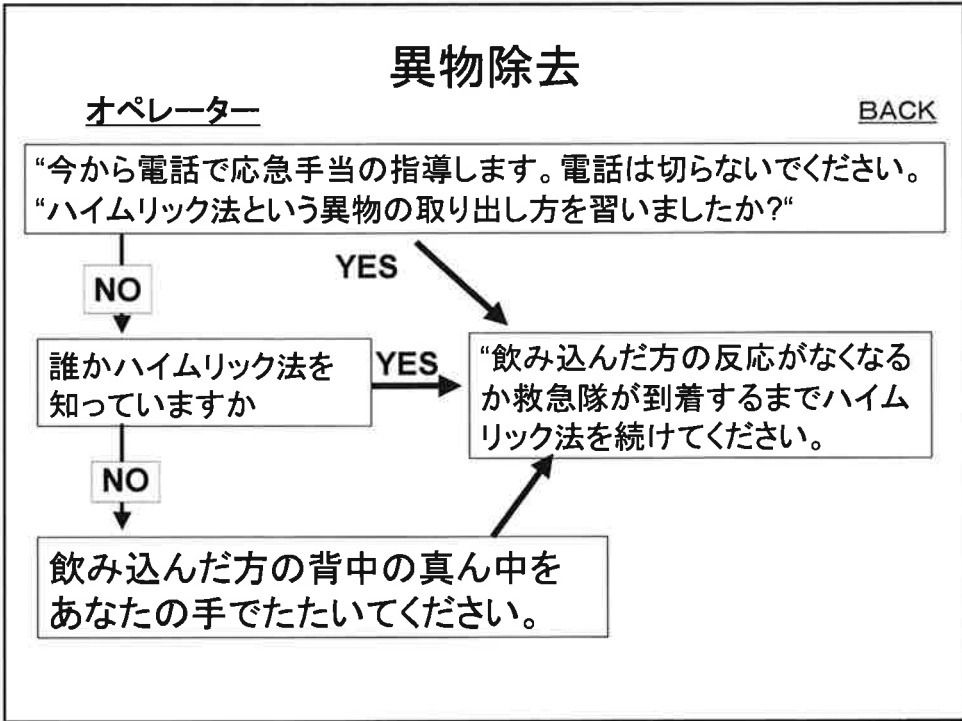 異物除去
オペレーター
BACK
“今から電話で応急手当の指導します。電話は切らないでください。
“ハイムリック法という異物の取り出し方を習いましたか?“
YES
NO
誰かハイムリック法を
知っていますか
YES
“飲み込んだ方の反応がなくなる
か救急隊が到着するまでハイム
リック法を続けてください。
NO
飲み込んだ方の背中の真ん中を
あなたの手でたたいてください。